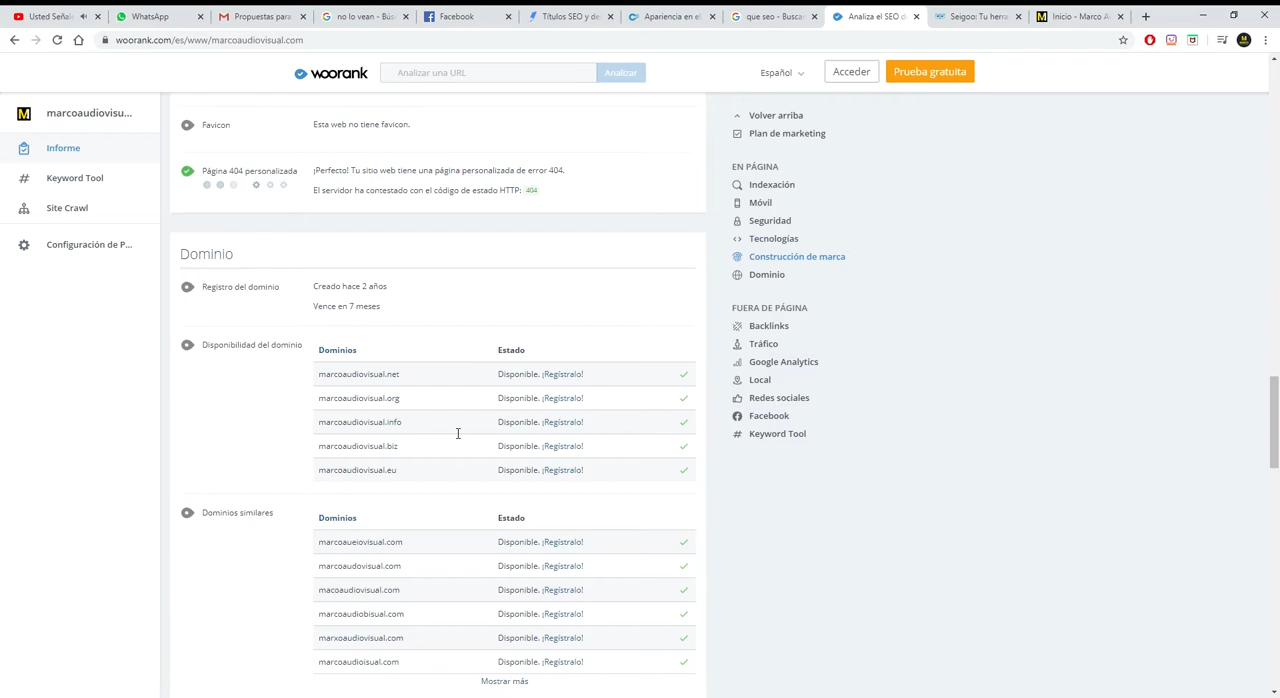 Usted Señale
WhatsApp
Propuestas para
no lo vean - Bús
Facebook
Títulos SEO y de
Apariencia en el
que seo - Buscar
Analiza el SEO d
Seigoo: Tu herra
Inicio - Marco A
woorank.com/es/www/marcoaudiovisual.com
woorank
Analizar una URL
Analizar
Español
Acceder
Prueba gratuita
marcoaudiovisu...
Informe
Keyword Tool
Site Crawl
Configuración de P...
Favicon
Esta web no tiene favicon.
Página 404 personalizada
¡Perfecto! Tu sitio web tiene una página personalizada de error 404.
El servidor ha contestado con el código de estado HTTP: 404
Dominio
Registro del dominio
Creado hace 2 años
Vence en 7 meses
Disponibilidad del dominio
Dominios Estado
marcoaudiovisual.net Disponible. ¡Regístralo!
marcoaudiovisual.org Disponible. ¡Regístralo!
marcoaudiovisual.info Disponible. ¡Regístralo!
marcoaudiovisual.biz Disponible. ¡Regístralo!
marcoaudiovisual.eu Disponible. ¡Regístralo!
Dominios similares
Dominios Estado
marcoaueiovisual.com Disponible. ¡Regístralo!
marcoaudovisual.com Disponible. ¡Regístralo!
macoaudiovisual.com Disponible. ¡Regístralo!
marcoaudiobisual.com Disponible. ¡Regístralo!
marxoaudiovisual.com Disponible. ¡Regístralo!
marcoaudioisual.com Disponible. ¡Regístralo!
Mostrar más
Volver arriba
Plan de marketing
EN PÁGINA
Indexación
Móvil
Seguridad
Tecnologías
Construcción de marca
Dominio
FUERA DE PÁGINA
Backlinks
Tráfico
Google Analytics
Local
Redes sociales
Facebook
Keyword Tool